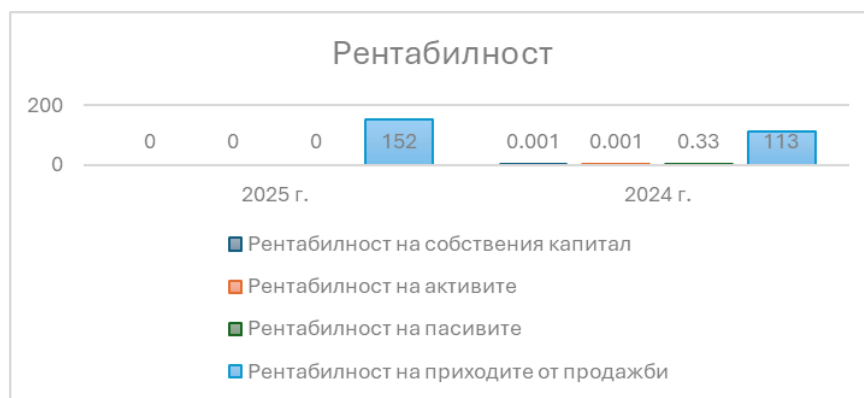 Рентабилност
200
0 0 0 152 0.001 0.001 0.33 113
0
2025 г. 2024 г.
Рентабилност на собствения капитал
Рентабилност на активите
Рентабилност на пасивите
Рентабилност на приходите от продажби